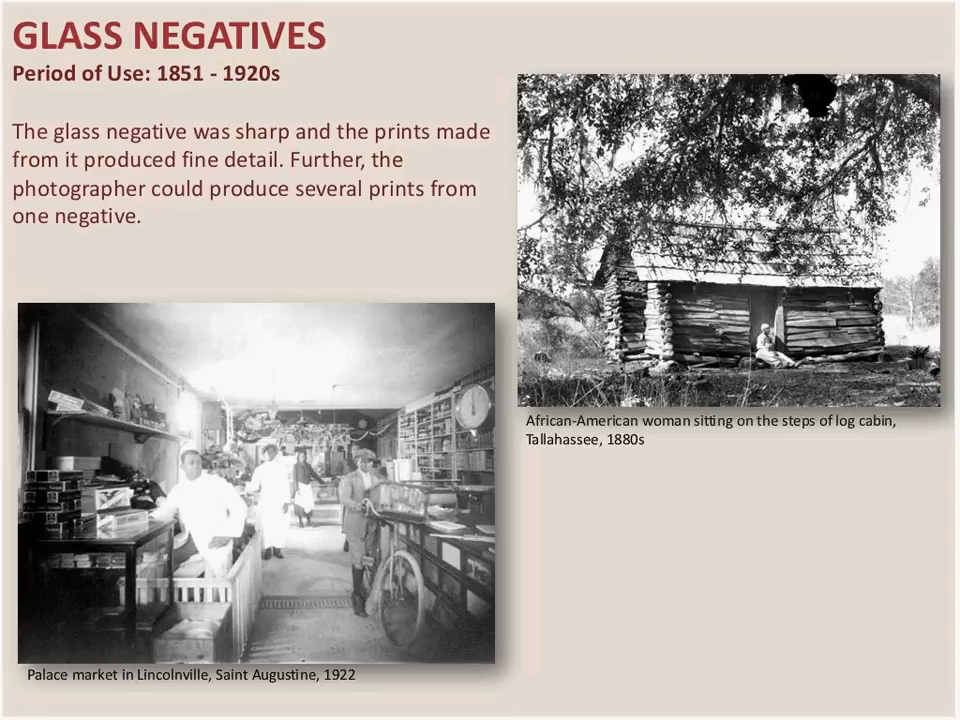 GLASS NEGATIVES
Period of Use: 1851 - 1920s
The glass negative was sharp and the prints made
from it produced fine detail. Further, the
photographer could produce several prints from
one negative.
African-American woman sitting on the steps of log cabin,
Tallahassee, 1880s
Palace market in Lincolnville, Saint Augustine, 1922